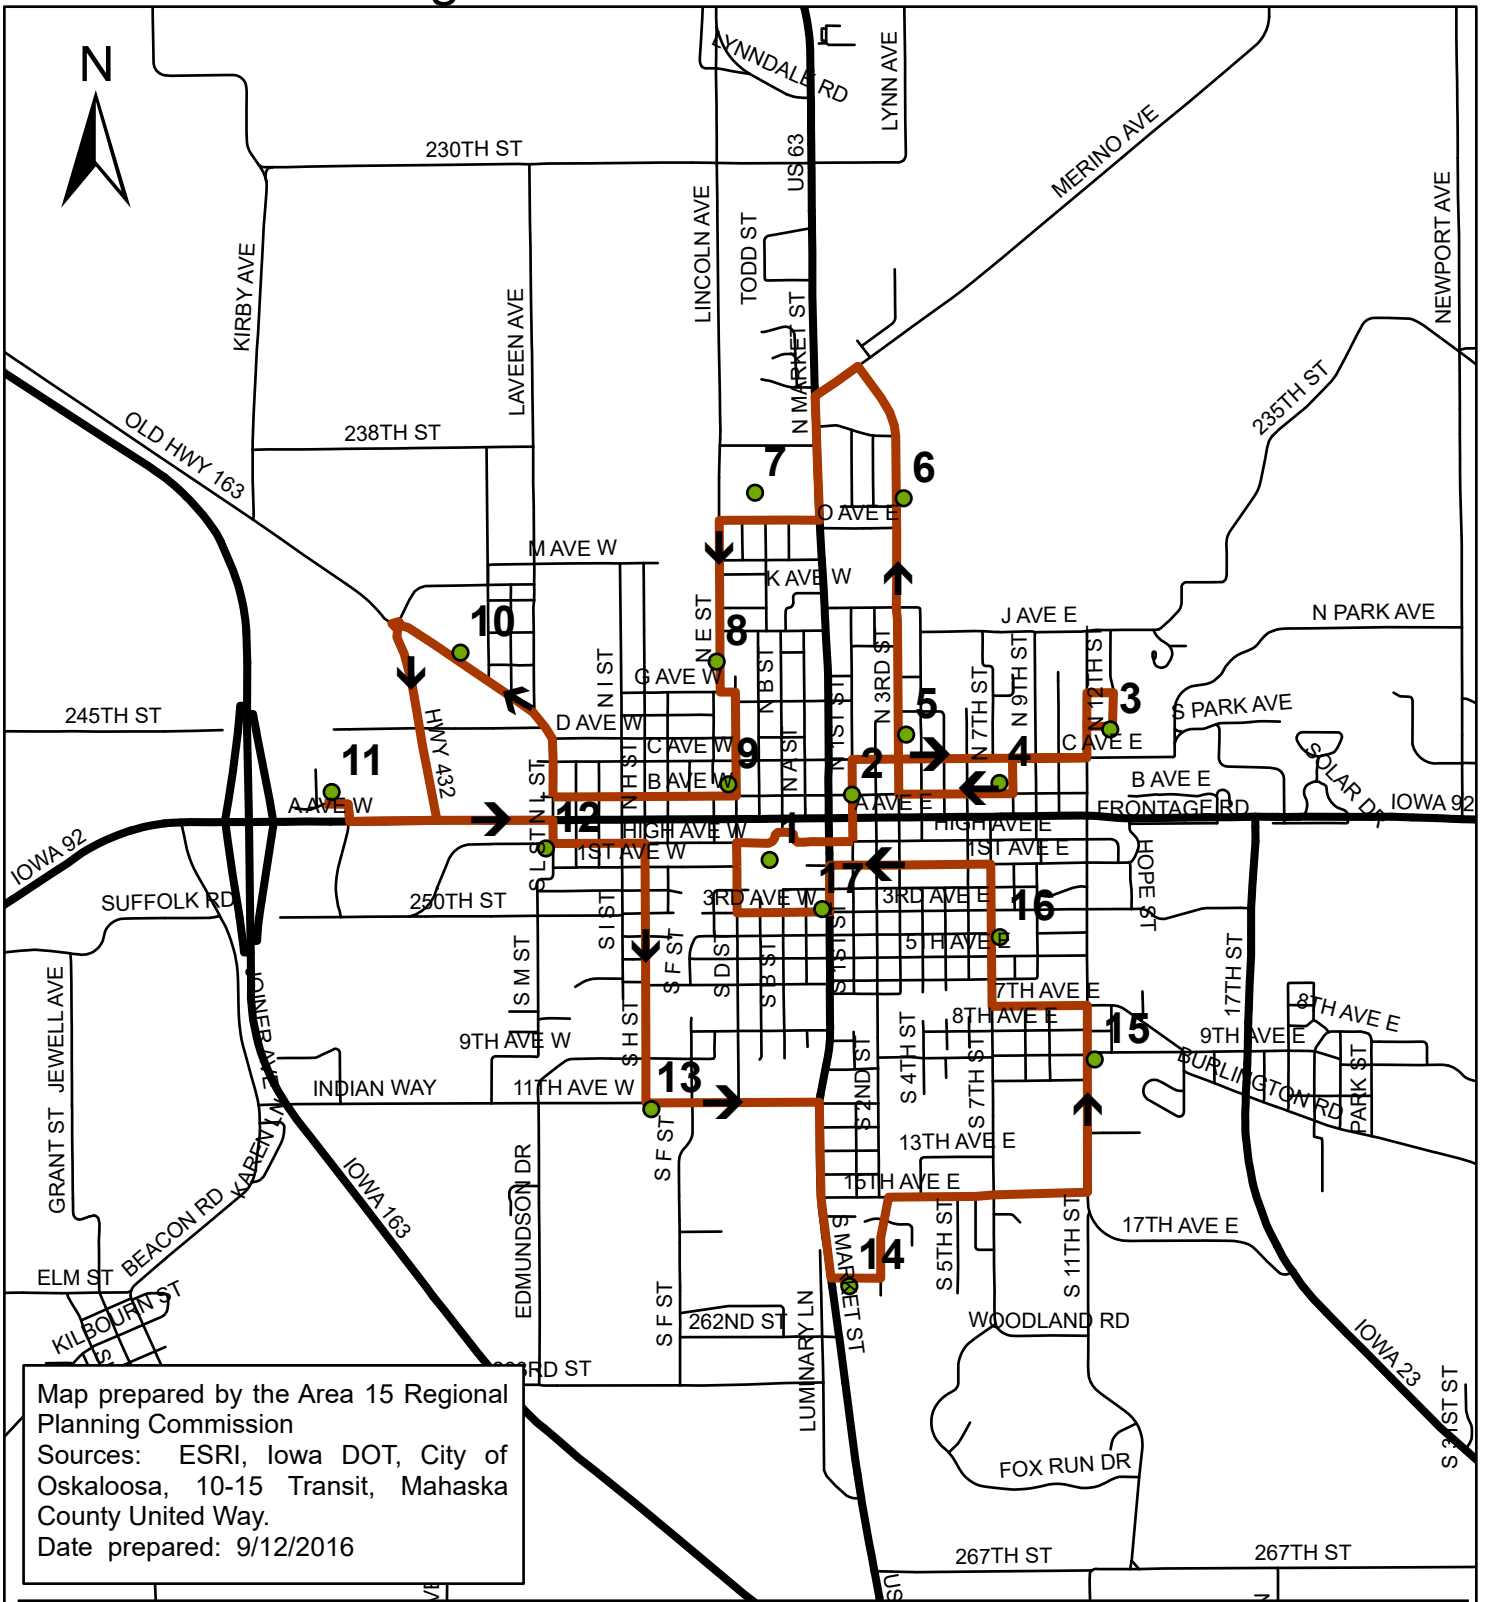 N
LYNNDALE RD
LYNN AVE
230TH ST
US 63
MERINO AVE
NEWPORT AVE
KIRBY AVE
LAVEEN AVE
LINCOLN AVE
TODD ST
N MARKET ST
235TH ST
OLD HWY 163
238TH ST
7
6
O AVE E
M AVE W
K AVE W
10
N E ST
8
J AVE E
N PARK AVE
N I ST
G AVE W
N B ST
N 3RD ST
N 9TH ST
N 12TH ST
3
S PARK AVE
245TH ST
HWY 432
D AVE W
C AVE W
N 1ST ST
5
N 7TH ST
C AVE E
SOLAR DR
11
N L ST
N H ST
B AVE W
9
N A ST
2
4
B AVE E
A AVE W
A AVE E
FRONTAGE RD
IOWA 92
12
HIGH AVE W
1
HIGH AVE E
IOWA 92
S L ST
1ST AVE W
1ST AVE E
HOPE ST
SUFFOLK RD
250TH ST
3RD AVE W
17
3RD AVE E
16
S I ST
S M ST
S F ST
S D ST
S B ST
S 1ST ST
5TH AVE E
17TH ST
JEWELL AVE
JOINER AVE
7TH AVE E
8TH AVE E
8TH AVE E
9TH AVE W
S H ST
S 4TH ST
S 7TH ST
S 2ND ST
15
9TH AVE E
BURLINGTON RD
PARK ST
INDIAN WAY
11TH AVE W
13
GRANT ST
KAREN
S F ST
13TH AVE E
IOWA 163
EDMUNDSON DR
15TH AVE E
BEACON RD
S MARKET ST
14
S 5TH ST
S 11TH ST
17TH AVE E
ELM ST
KILBOURN ST
S F ST
262ND ST
LUMINARY LN
WOODLAND RD
IOWA 23
S 31ST ST
FOX RUN DR
Map prepared by the Area 15 Regional
Planning Commission
Sources: ESRI, Iowa DOT, City of
Oskaloosa, 10-15 Transit, Mahaska
County United Way.
Date prepared: 9/12/2016
267TH ST
267TH ST
US